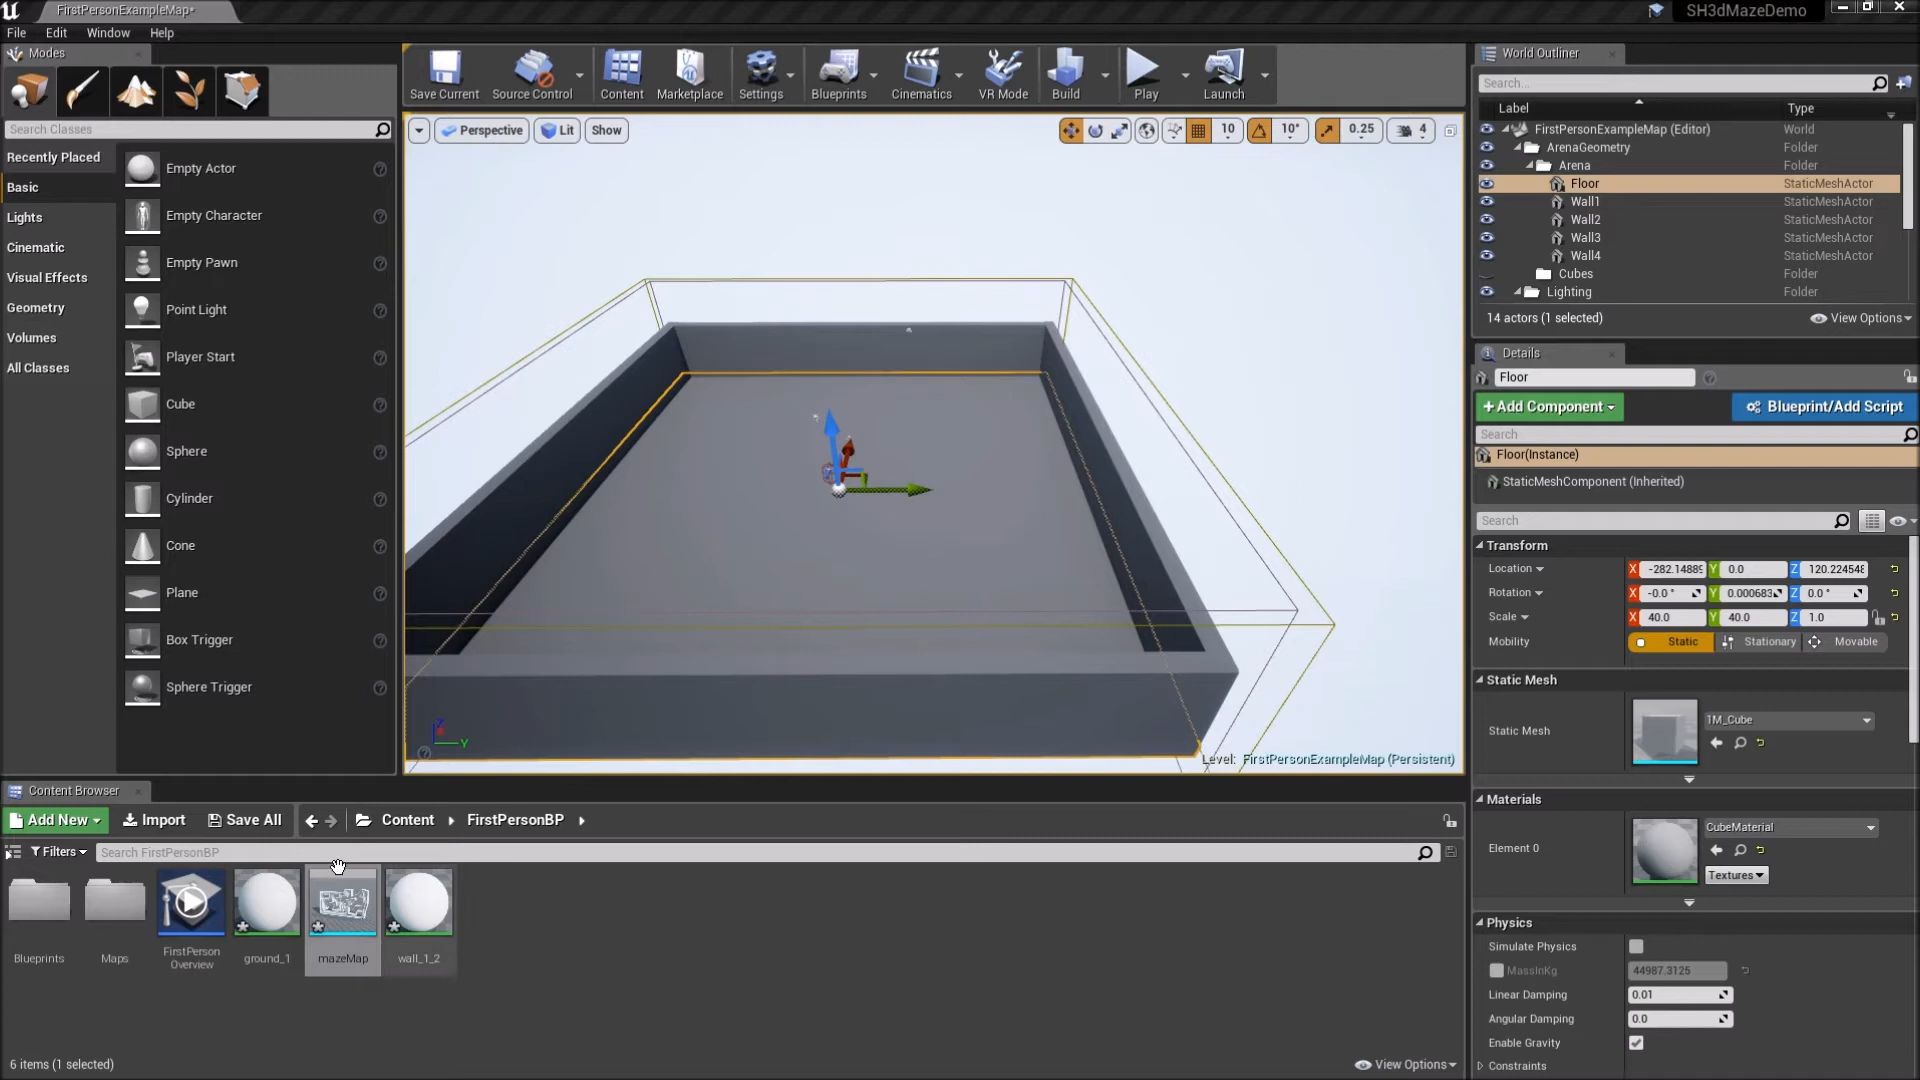 FirstPersonExampleMap*
SH3dMazeDemo
File Edit Window Help
Modes
Search Classes
Recently Placed
Basic
Lights
Cinematic
Visual Effects
Geometry
Volumes
All Classes
Empty Actor
Empty Character
Empty Pawn
Point Light
Player Start
Cube
Sphere
Cylinder
Cone
Plane
Box Trigger
Sphere Trigger
Save Current Source Control Content Marketplace Settings Blueprints Cinematics VR Mode Build Play Launch
Perspective Lit Show
10 10° 0.25 4
Z
Y
Level: FirstPersonExampleMap (Persistent)
World Outliner
Search...
Label Type
FirstPersonExampleMap (Editor) World
ArenaGeometry Folder
Arena Folder
Floor StaticMeshActor
Wall1 StaticMeshActor
Wall2 StaticMeshActor
Wall3 StaticMeshActor
Wall4 StaticMeshActor
Cubes Folder
Lighting Folder
14 actors (1 selected) View Options
Details
Floor
+Add Component Blueprint/Add Script
Search
Floor(Instance)
StaticMeshComponent (Inherited)
Search
Transform
Location X -282.14889 Y 0.0 Z 120.224548
Rotation X -0.0 ° Y 0.000683 Z 0.0 °
Scale X 40.0 Y 40.0 Z 1.0
Mobility Static Stationary Movable
Static Mesh
Static Mesh 1M_Cube
Materials
Element 0 CubeMaterial
Textures
Physics
Simulate Physics
MassInKg 44987.3125
Linear Damping 0.01
Angular Damping 0.0
Enable Gravity
Constraints
Content Browser
Add New Import Save All Content FirstPersonBP
Filters Search FirstPersonBP
Blueprints
Maps
FirstPerson
Overview
ground_1
mazeMap
wall_1_2
6 items (1 selected) View Options